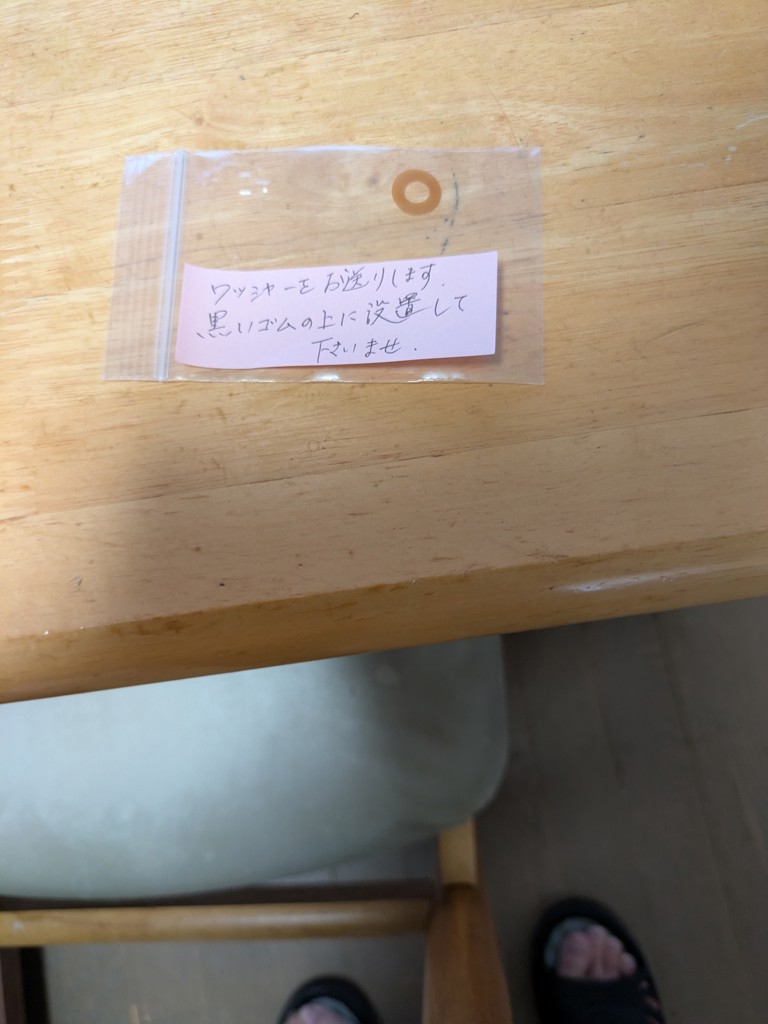 ワッシャーをお送りします.
黒いゴムの上に設置して
下さいませ.